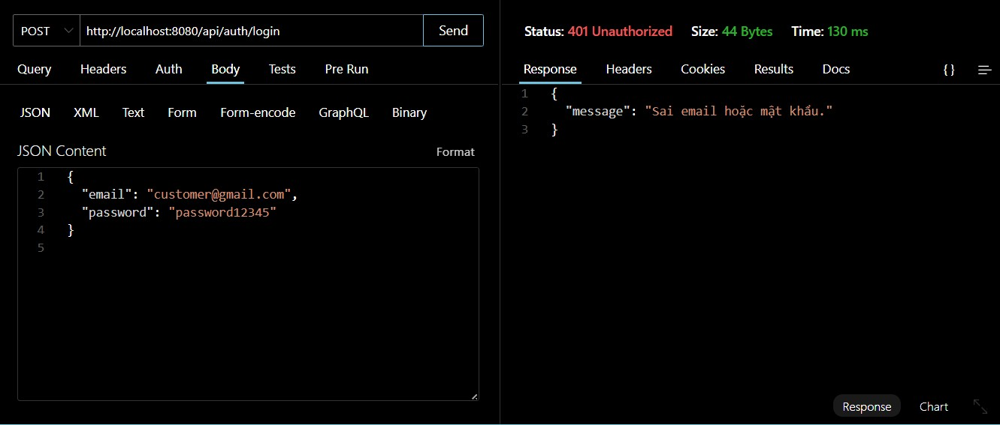 POST
http://localhost:8080/api/auth/login
Send
Query Headers Auth Body Tests Pre Run
JSON XML Text Form Form-encode GraphQL Binary
JSON Content
Format
1 {
2 "email": "customer@gmail.com",
3 "password": "password12345"
4 }
5
Status: 401 Unauthorized Size: 44 Bytes Time: 130 ms
Response Headers Cookies Results Docs {}
1 {
2 "message": "Sai email hoặc mật khẩu."
3 }
Response Chart